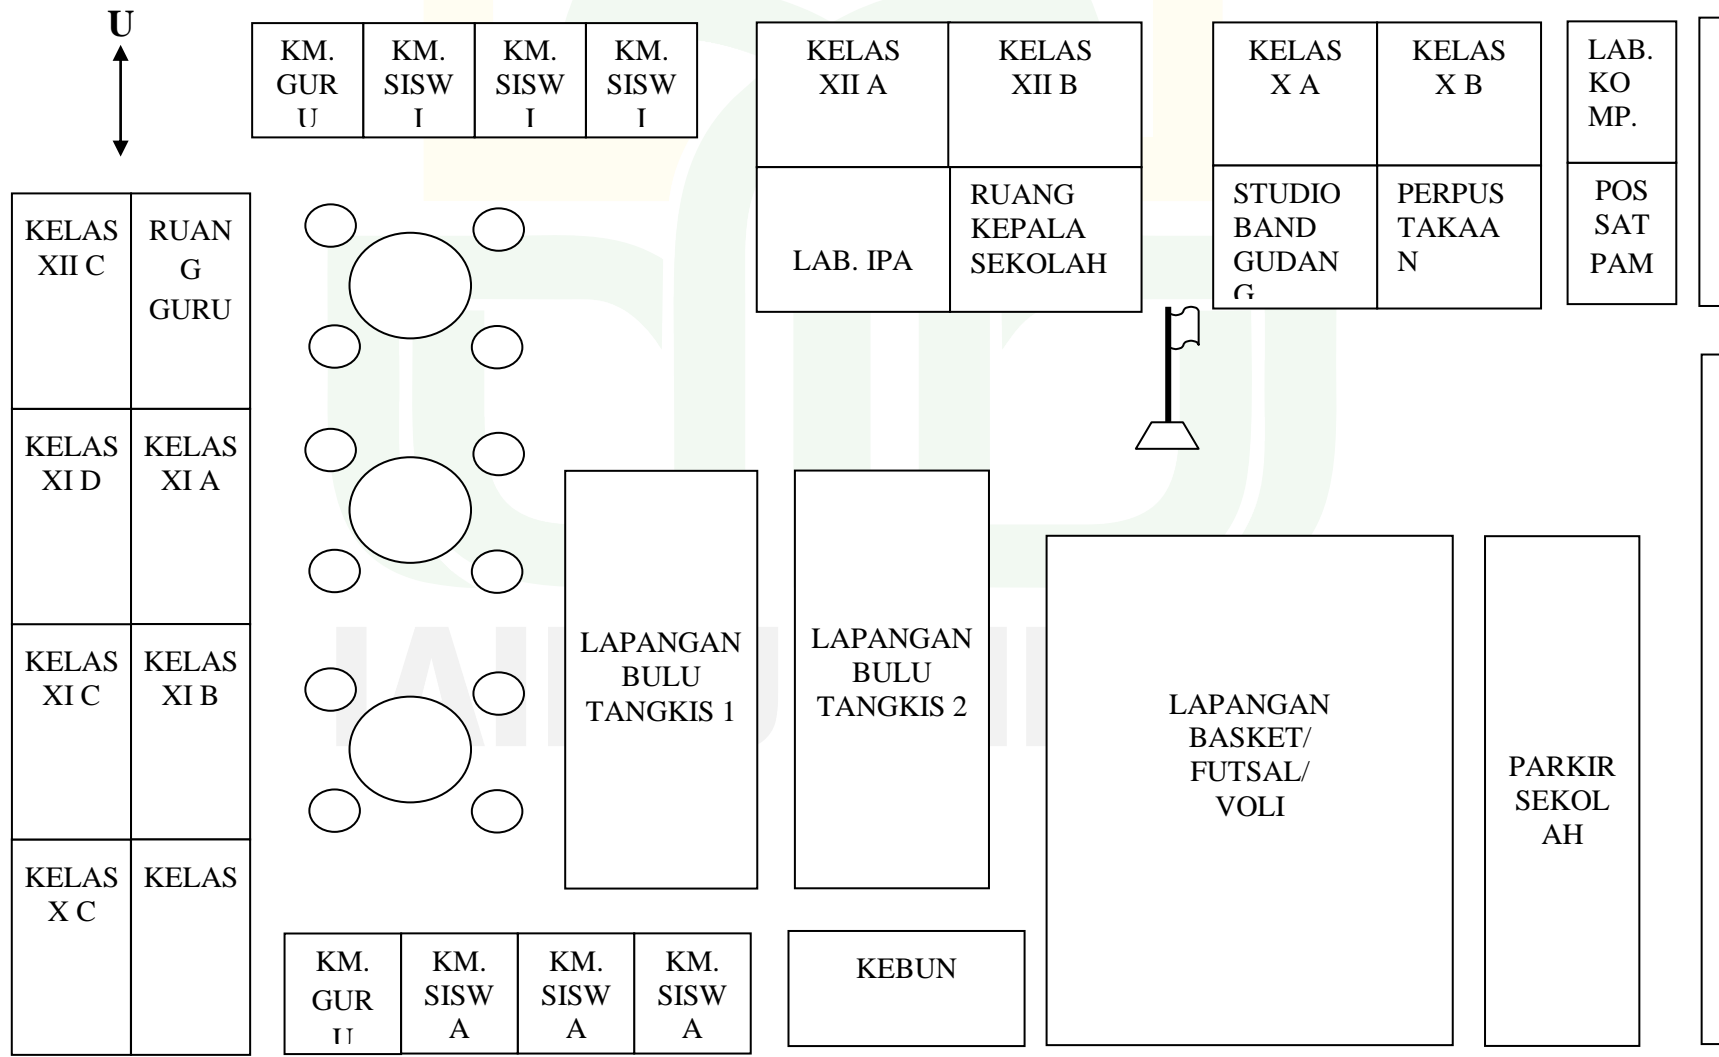 U
KM.
GUR
U
KM.
SISW
I
KM.
SISW
I
KM.
SISW
I
KELAS
XII A
KELAS
XII B
KELAS
X A
KELAS
X B
LAB.
KO
MP.
KELAS
XII C
RUAN
G
GURU
LAB. IPA
RUANG
KEPALA
SEKOLAH
STUDIO
BAND
GUDAN
G
PERPUS
TAKAA
N
POS
SAT
PAM
KELAS
XI D
KELAS
XI A
KELAS
XI C
KELAS
XI B
LAPANGAN
BULU
TANGKIS 1
LAPANGAN
BULU
TANGKIS 2
LAPANGAN
BASKET/
FUTSAL/
VOLI
PARKIR
SEKOL
AH
KELAS
X C
KELAS
KM.
GUR
U
KM.
SISW
A
KM.
SISW
A
KM.
SISW
A
KEBUN